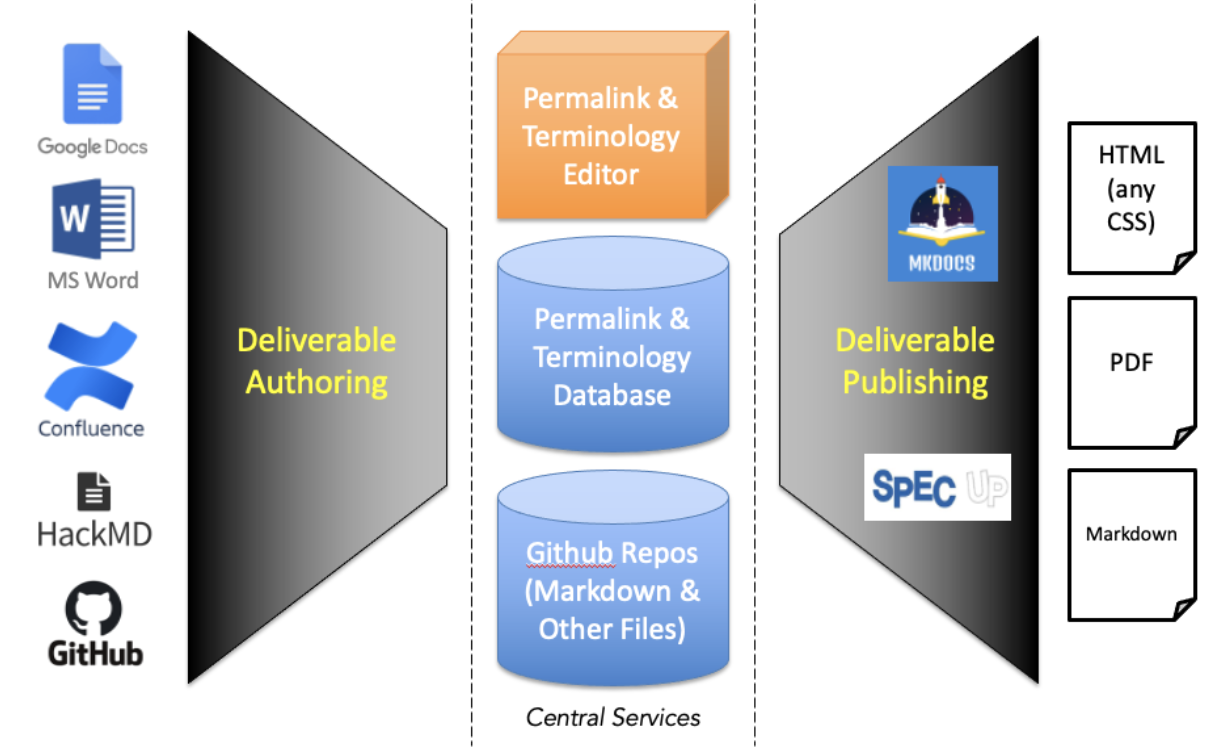 Google Docs
W
MS Word
Confluence
HackMD
GitHub
Deliverable
Authoring
Permalink &
Terminology
Editor
Permalink &
Terminology
Database
Github Repos
(Markdown &
Other Files)
Central Services
MKDOCS
Deliverable
Publishing
SpEC UP
HTML
(any
CSS)
PDF
Markdown